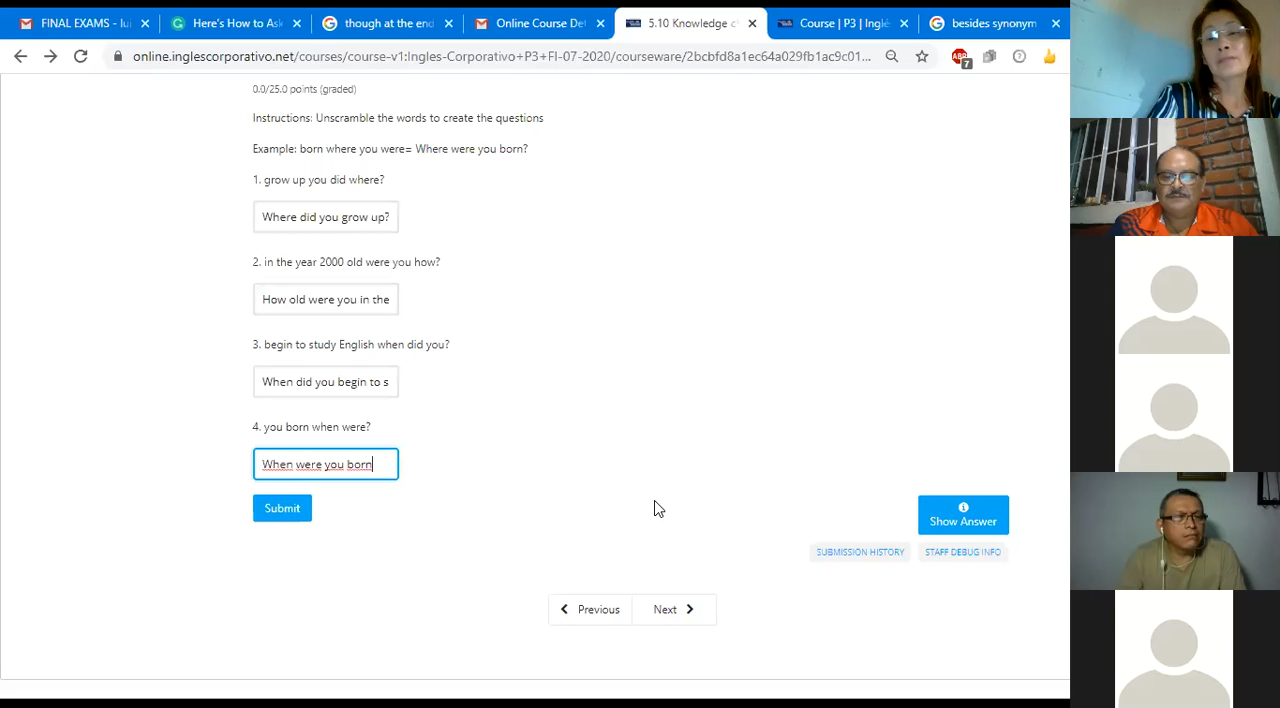 FINAL EXAMS - lui
Here's How to Ask
though at the end
Online Course De
5.10 Knowledge c
Course | P3 | Inglé
besides synonym
online.inglescorporativo.net/courses/course-v1:Ingles-Corporativo+P3+FI-07-2020/courseware/2bcbfd8a1ec64a029fb1ac9c01...
7
0.0/25.0 points (graded)
Instructions: Unscramble the words to create the questions
Example: born where you were= Where were you born?
1. grow up you did where?
Where did you grow up?
2. in the year 2000 old were you how?
How old were you in the
3. begin to study English when did you?
When did you begin to s
4. you born when were?
When were you born
Submit
Show Answer
SUBMISSION HISTORY
STAFF DEBUG INFO
Previous
Next